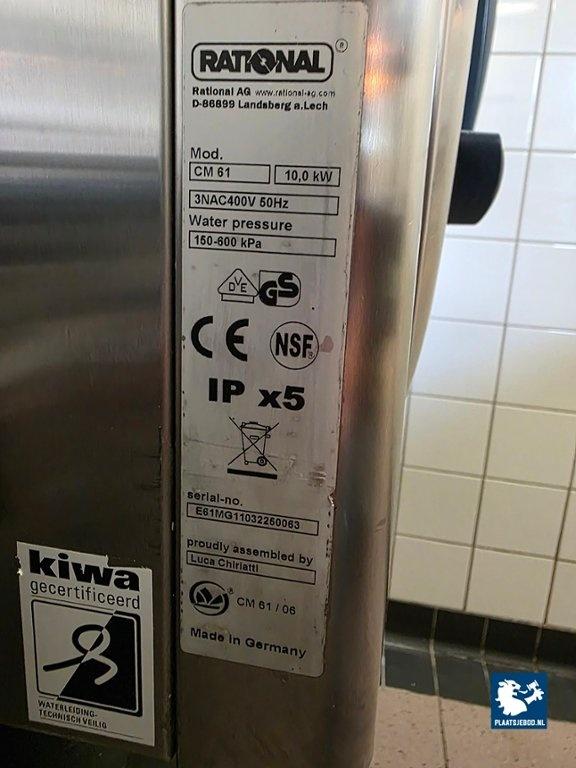 RATIONAL ®
Rational AG www.rational-ag.com
D-86899 Landsberg a.Lech
Mod.
CM 61 10,0 kW
3NAC400V 50Hz
Water pressure
150-600 kPa
DVE GS
CE NSF®
IP x5
serial-no.
E61MG11032250063
proudly assembled by
Luca Chiriatti
® CM 61 / 06
Made in Germany
kiwa
gecertificeerd
WATERLEIDING-
TECHNISCH VEILIG
PLAATSJEBOD.NL